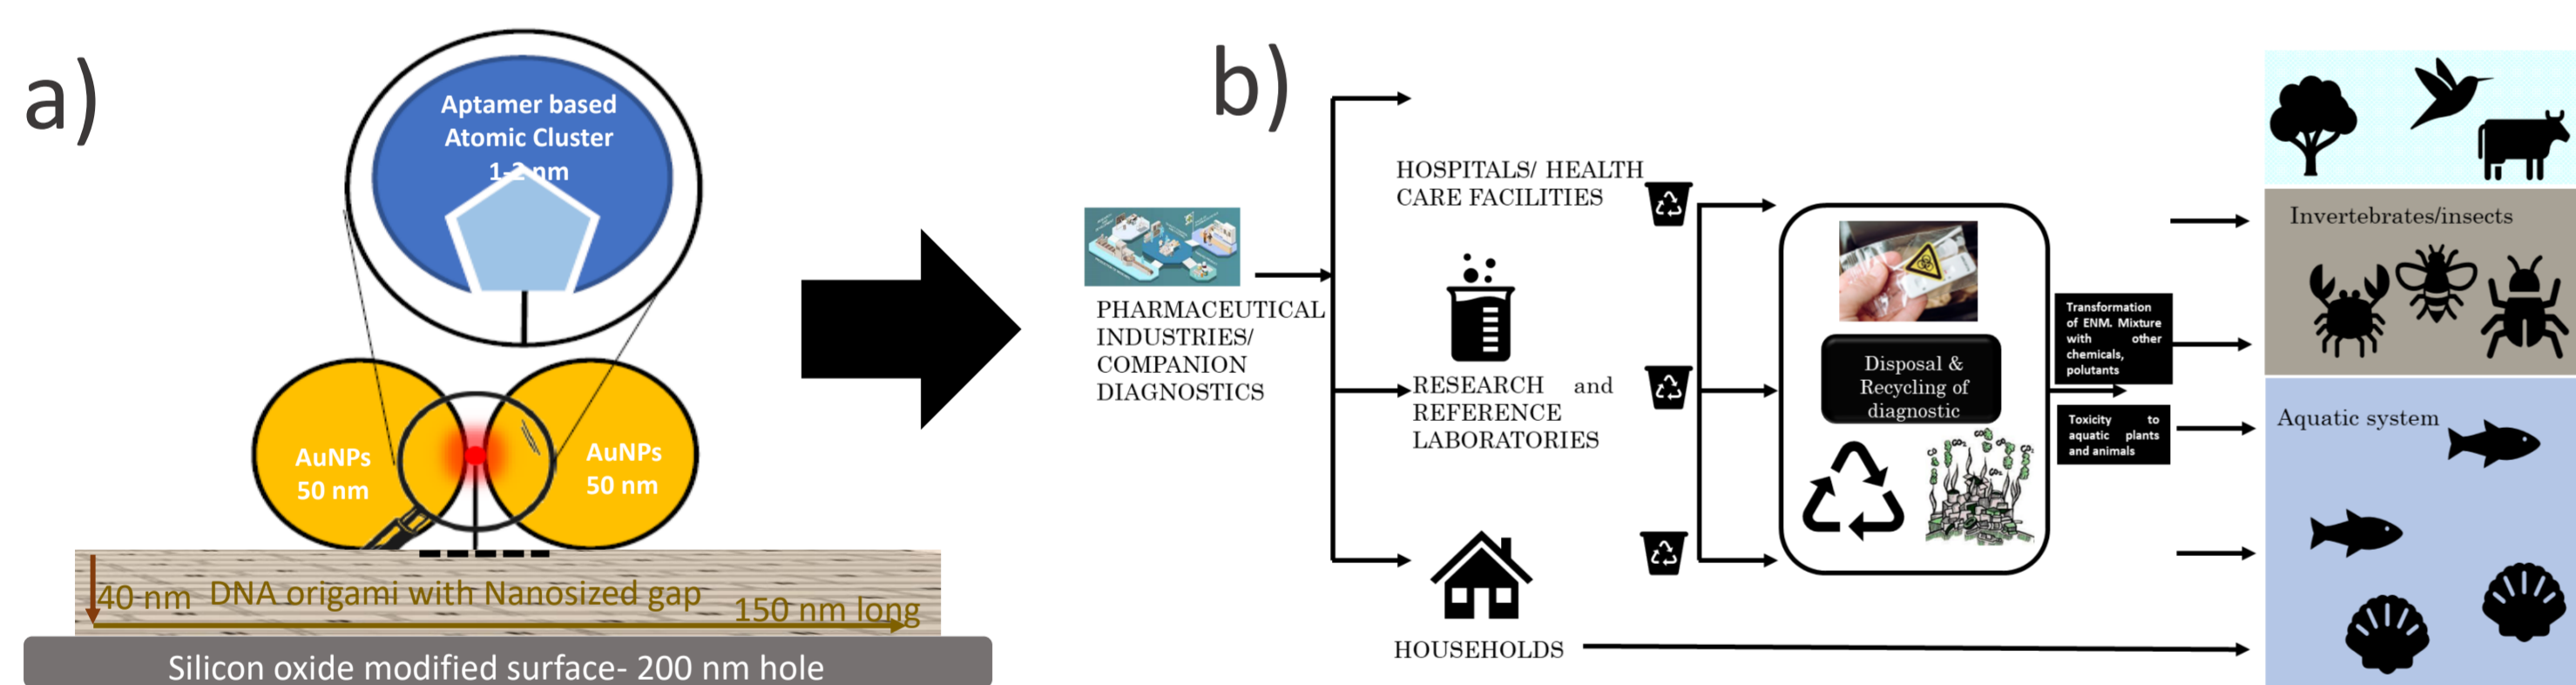 a)
Aptamer based
Atomic Cluster
1-2 nm
AuNPs
50 nm
AuNPs
50 nm
40 nm
DNA origami with Nanosized gap
150 nm long
Silicon oxide modified surface- 200 nm hole
b)
PHARMACEUTICAL
INDUSTRIES/
COMPANION
DIAGNOSTICS
HOSPITALS/ HEALTH
CARE FACILITIES
RESEARCH and
REFERENCE
LABORATORIES
HOUSEHOLDS
Disposal &
Recycling of
diagnostic
Transformation
of ENM. Mixture
with other
chemicals,
polutants
Toxicity to
aquatic plants
and animals
Invertebrates/insects
Aquatic system